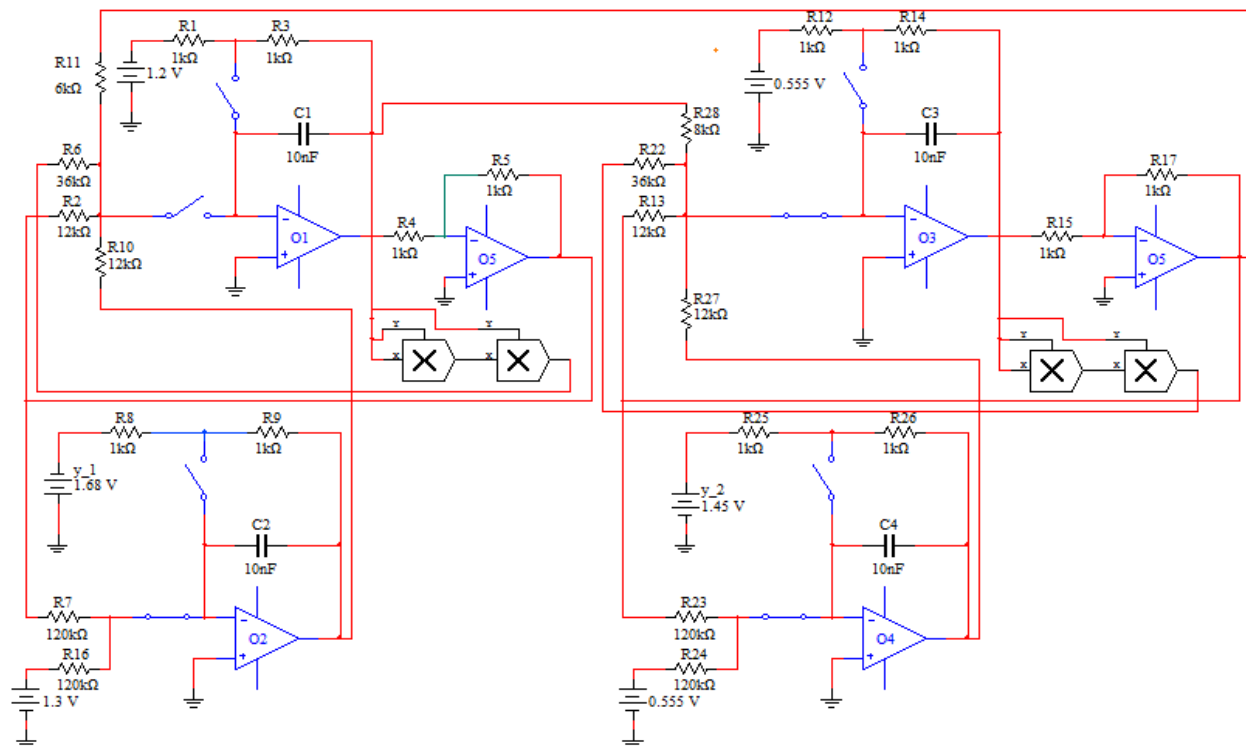 R1
1kΩ
R3
1kΩ
R12
1kΩ
R14
1kΩ
R11
6kΩ
1.2 V
0.555 V
C1
10nF
R28
8kΩ
C3
10nF
R6
36kΩ
R22
36kΩ
R5
1kΩ
R17
1kΩ
R2
12kΩ
R13
12kΩ
R10
12kΩ
O1
R4
1kΩ
O5
O3
R15
1kΩ
O5
R27
12kΩ
Y
X
Y
X
Y
X
Y
X
R8
1kΩ
R9
1kΩ
R25
1kΩ
R26
1kΩ
y_1
1.68 V
y_2
1.45 V
C2
10nF
C4
10nF
R7
120kΩ
O2
R23
120kΩ
O4
R16
120kΩ
R24
120kΩ
1.3 V
0.555 V